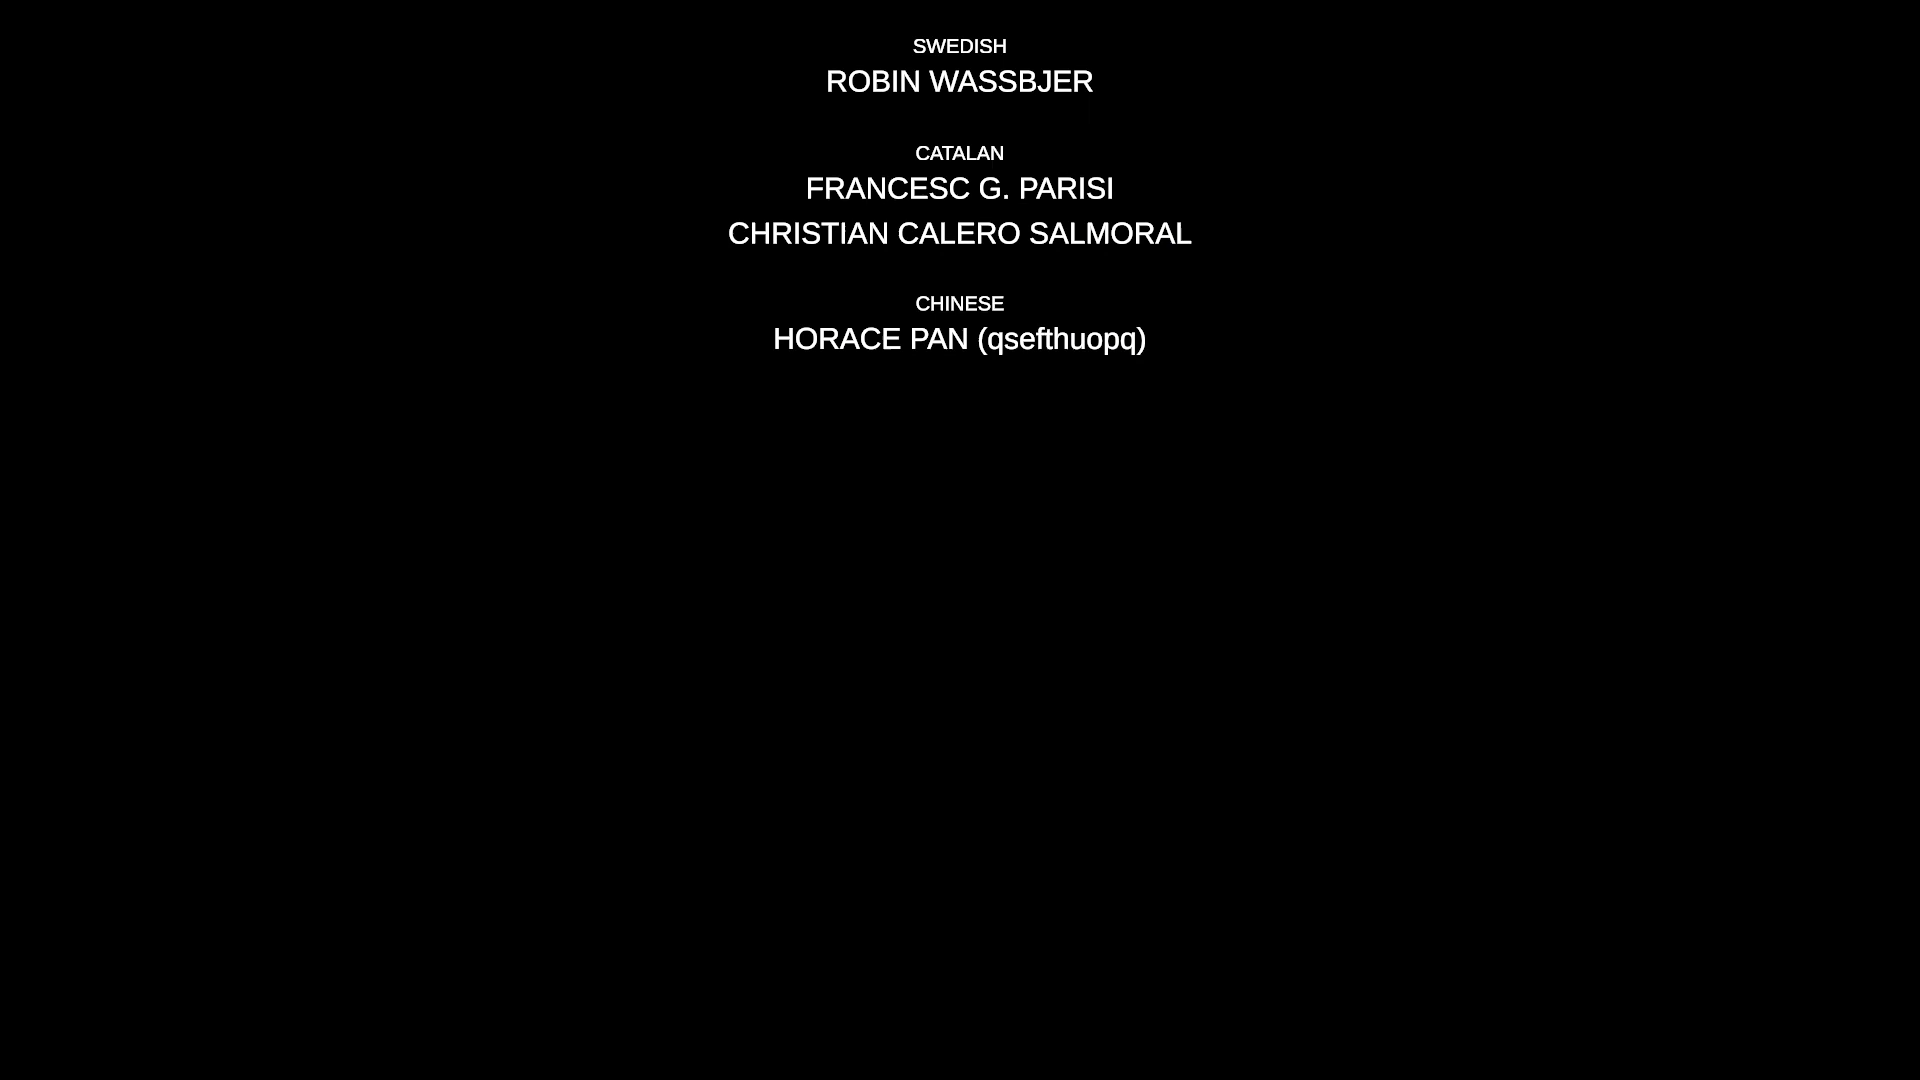 SWEDISH
ROBIN WASSBJER
CATALAN
FRANCESC G. PARISI
CHRISTIAN CALERO SALMORAL
CHINESE
HORACE PAN (qsefthuopq)